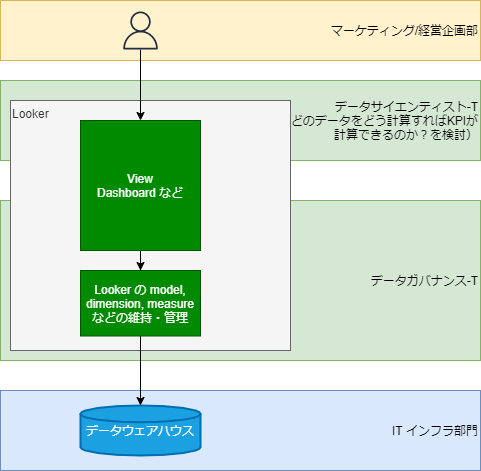 マーケティング/経営企画部
データサイエンティスト-T
どのデータをどう計算すればKPIが
計算できるのか？を検討）
Looker
View
Dashboard など
データガバナンス-T
Looker の model,
dimension, measure
などの維持・管理
データウェアハウス
IT インフラ部門